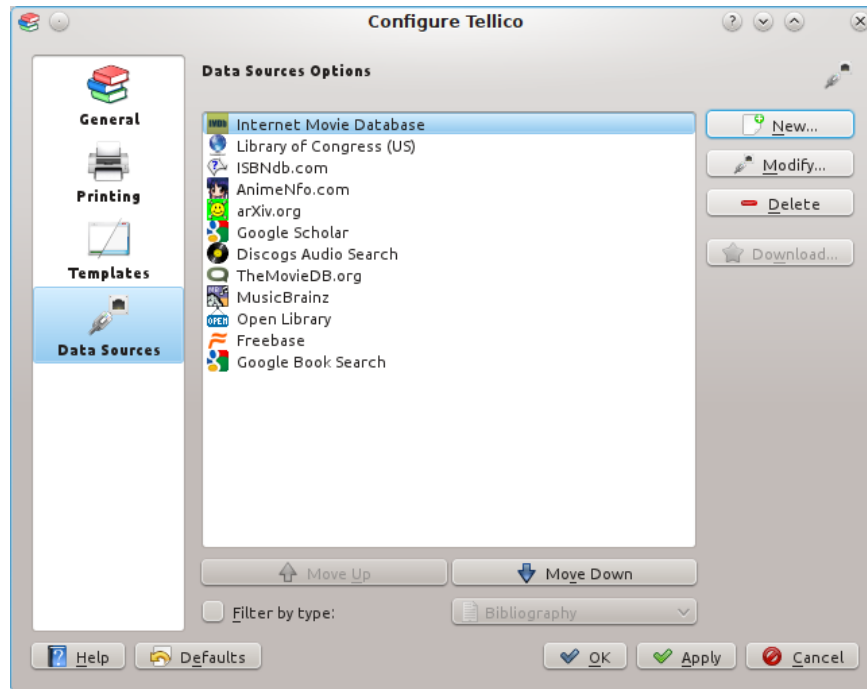 Configure Tellico
Data Sources Options
General
Printing
Templates
Data Sources
IMDb Internet Movie Database
Library of Congress (US)
ISBNdb.com
AnimeNfo.com
arXiv.org
Google Scholar
Discogs Audio Search
TheMovieDB.org
MusicBrainz
OPEN Open Library
Freebase
Google Book Search
New...
Modify...
Delete
Download...
Move Up
Move Down
Filter by type:
Bibliography
Help
Defaults
OK
Apply
Cancel